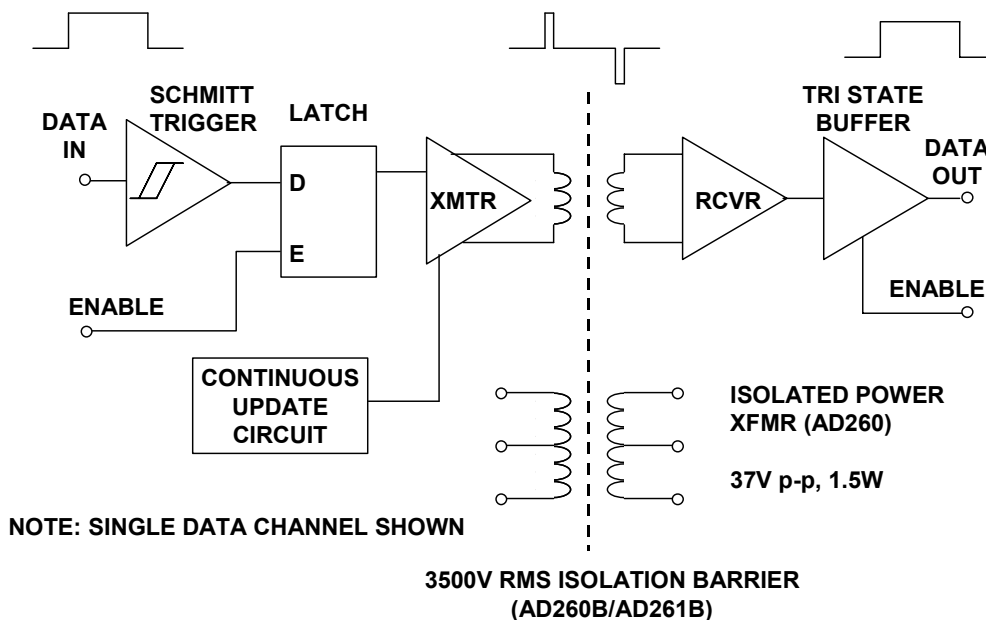 SCHMITT
TRIGGER
LATCH
TRI STATE
BUFFER
DATA
IN
DATA
OUT
D
E
XMTR
RCVR
ENABLE
ENABLE
CONTINUOUS
UPDATE
CIRCUIT
ISOLATED POWER
XFMR (AD260)
37V p-p, 1.5W
NOTE: SINGLE DATA CHANNEL SHOWN
3500V RMS ISOLATION BARRIER
(AD260B/AD261B)